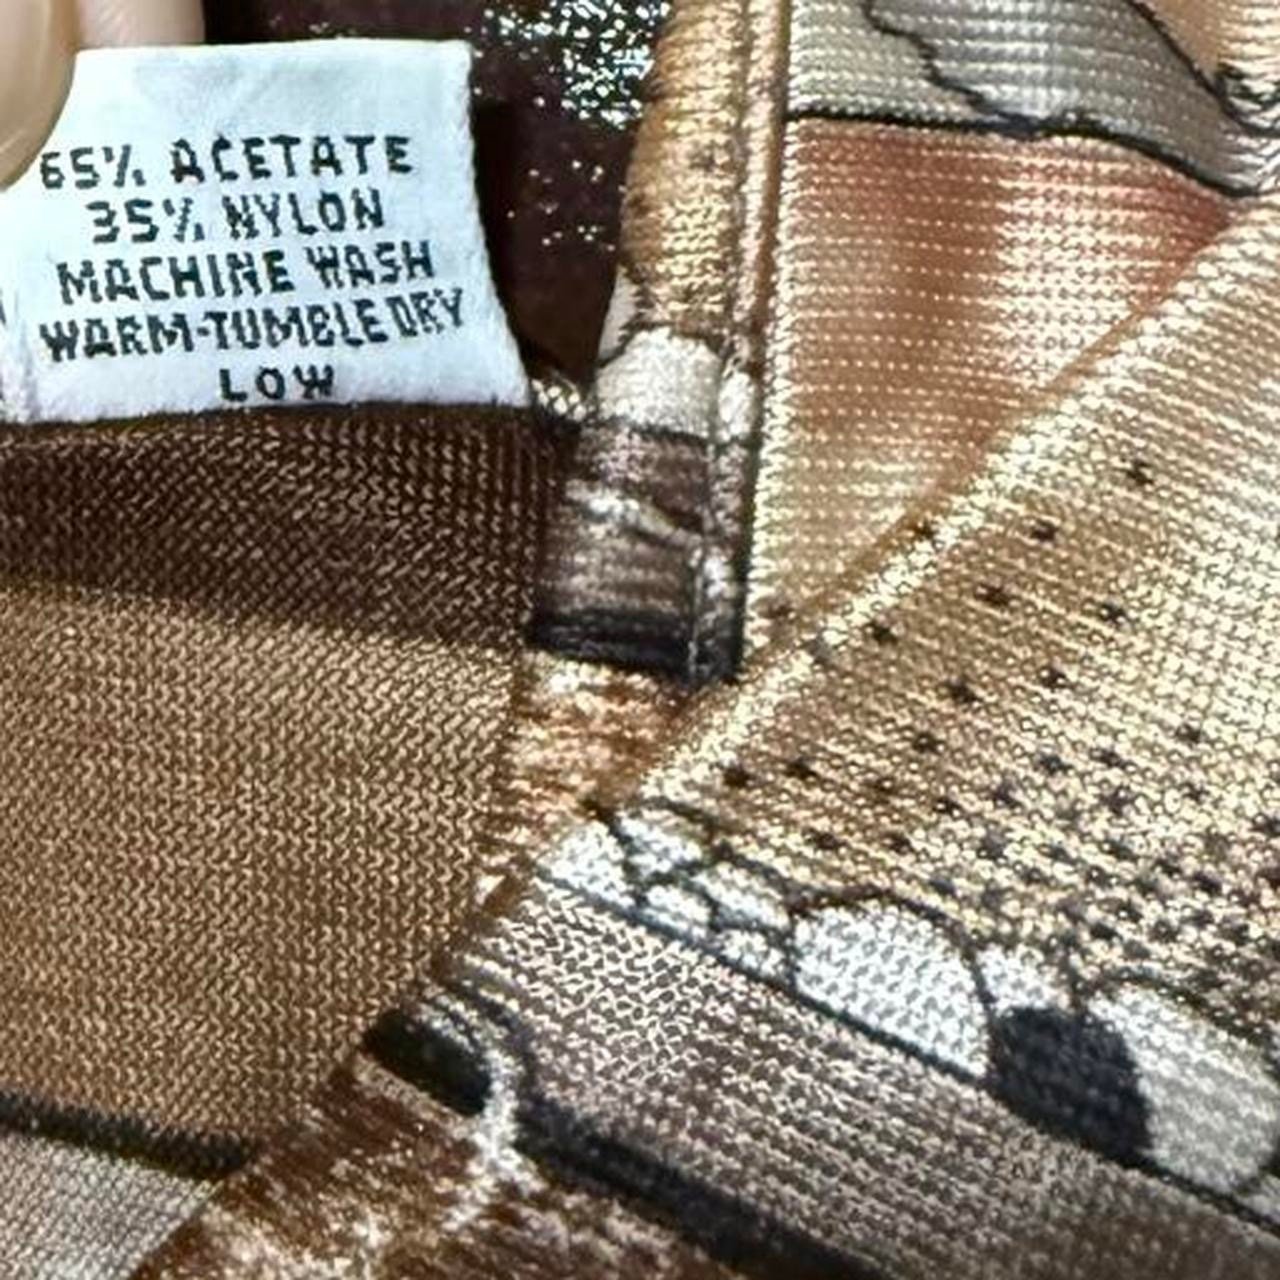 65% ACETATE
35% NYLON
MACHINE WASH
WARM-TUMBLE DRY
LOW